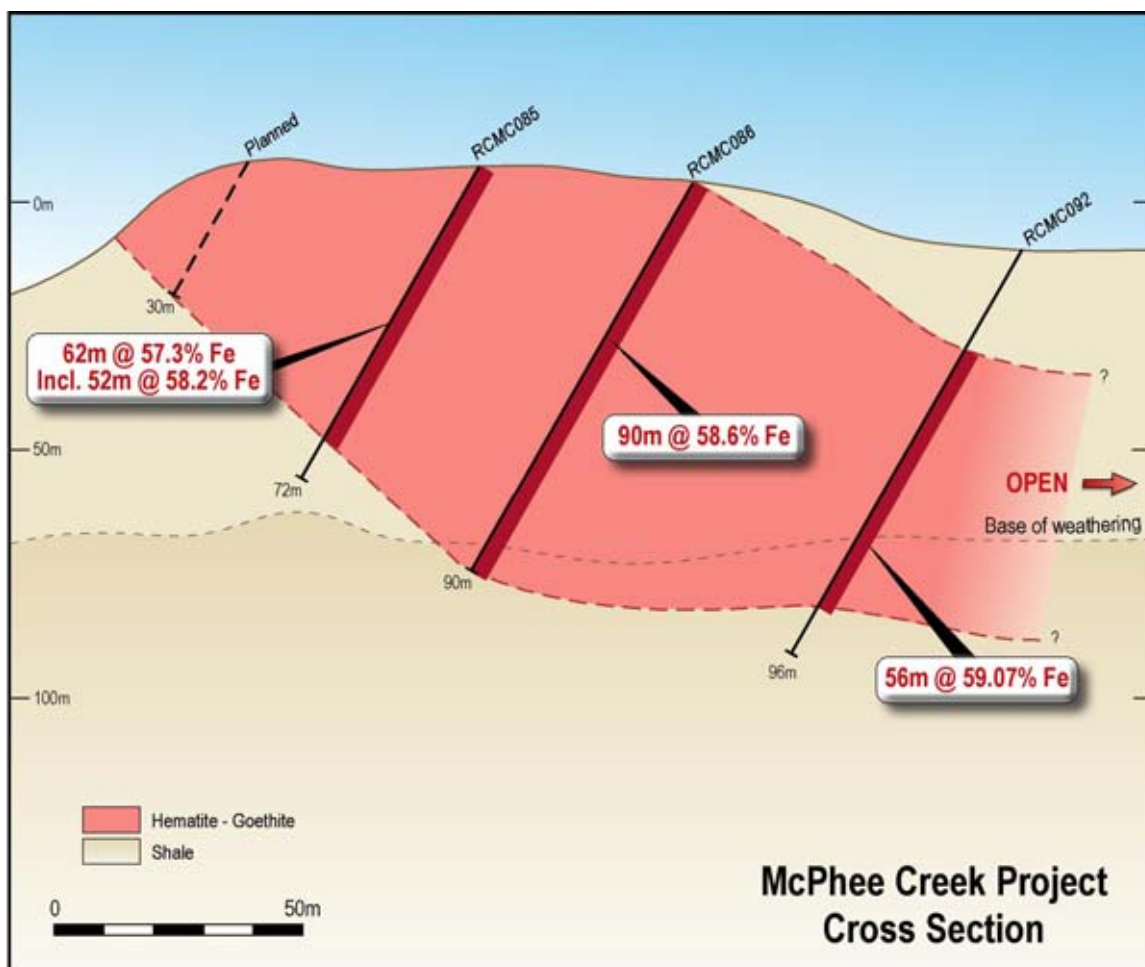 Planned
RCMC085
RCMC086
RCMC092
0m
30m
62m @ 57.3% Fe
Incl. 52m @ 58.2% Fe
90m @ 58.6% Fe
?
50m
72m
OPEN
Base of weathering
90m
?
96m
56m @ 59.07% Fe
100m
Hematite - Goethite
Shale
0 50m
McPhee Creek Project
Cross Section